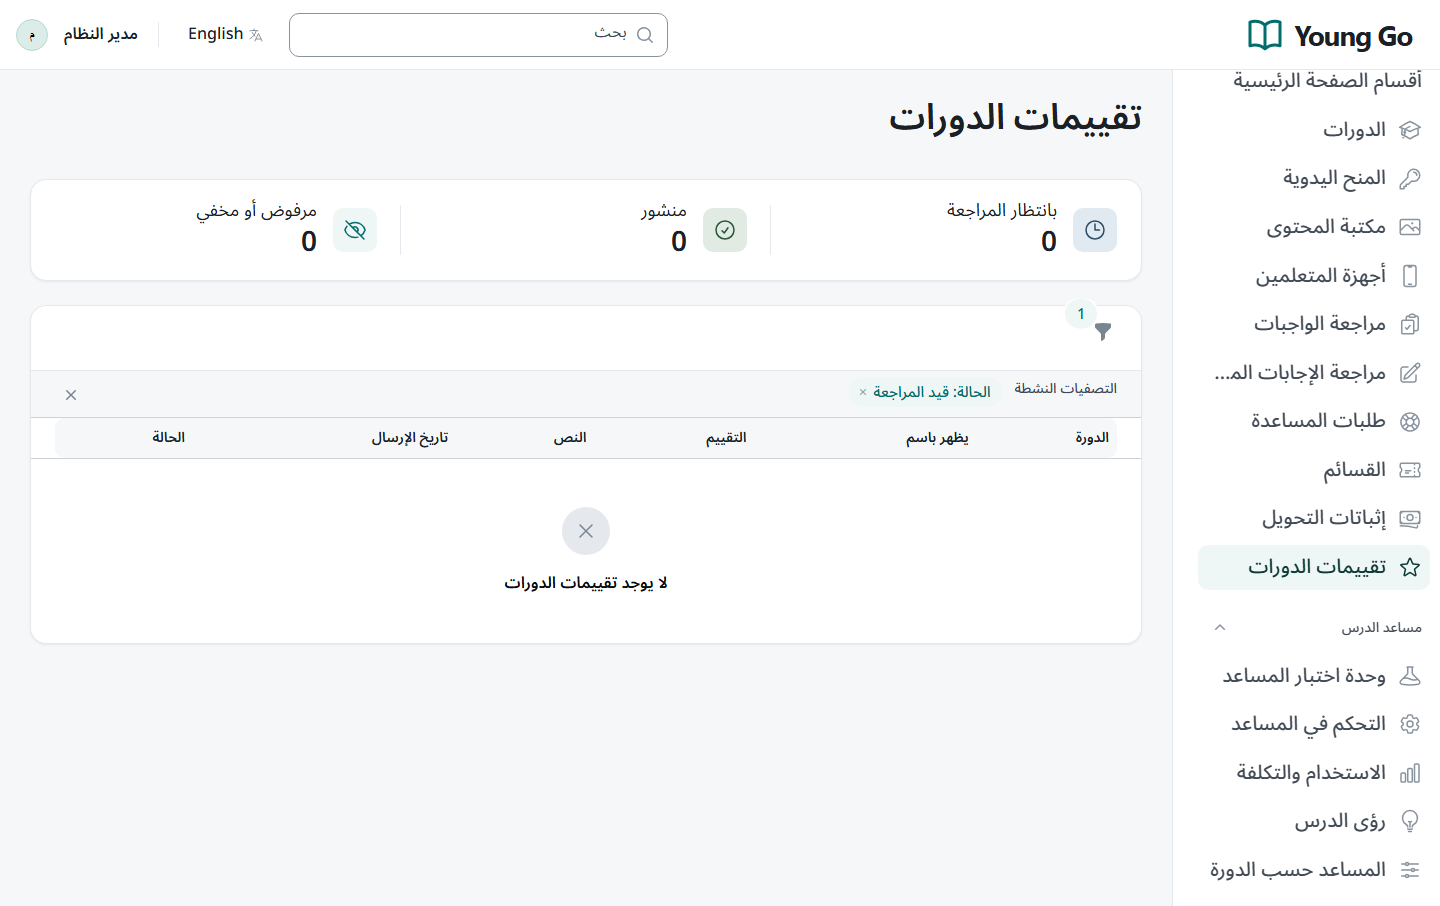 Young Go
بحث
English
مدير النظام
م
أقسام الصفحة الرئيسية
الدورات
المنح اليدوية
مكتبة المحتوى
أجهزة المتعلمين
مراجعة الواجبات
مراجعة الإجابات المـ...
طلبات المساعدة
القسائم
إثباتات التحويل
تقييمات الدورات
مساعد الدرس
وحدة اختبار المساعد
التحكم في المساعد
الاستخدام والتكلفة
رؤى الدرس
المساعد حسب الدورة
تقييمات الدورات
بانتظار المراجعة
0
منشور
0
مرفوض أو مخفي
0
1
التصفيات النشطة
الحالة: قيد المراجعة ×
الدورة يظهر باسم التقييم النص تاريخ الإرسال الحالة
لا يوجد تقييمات الدورات